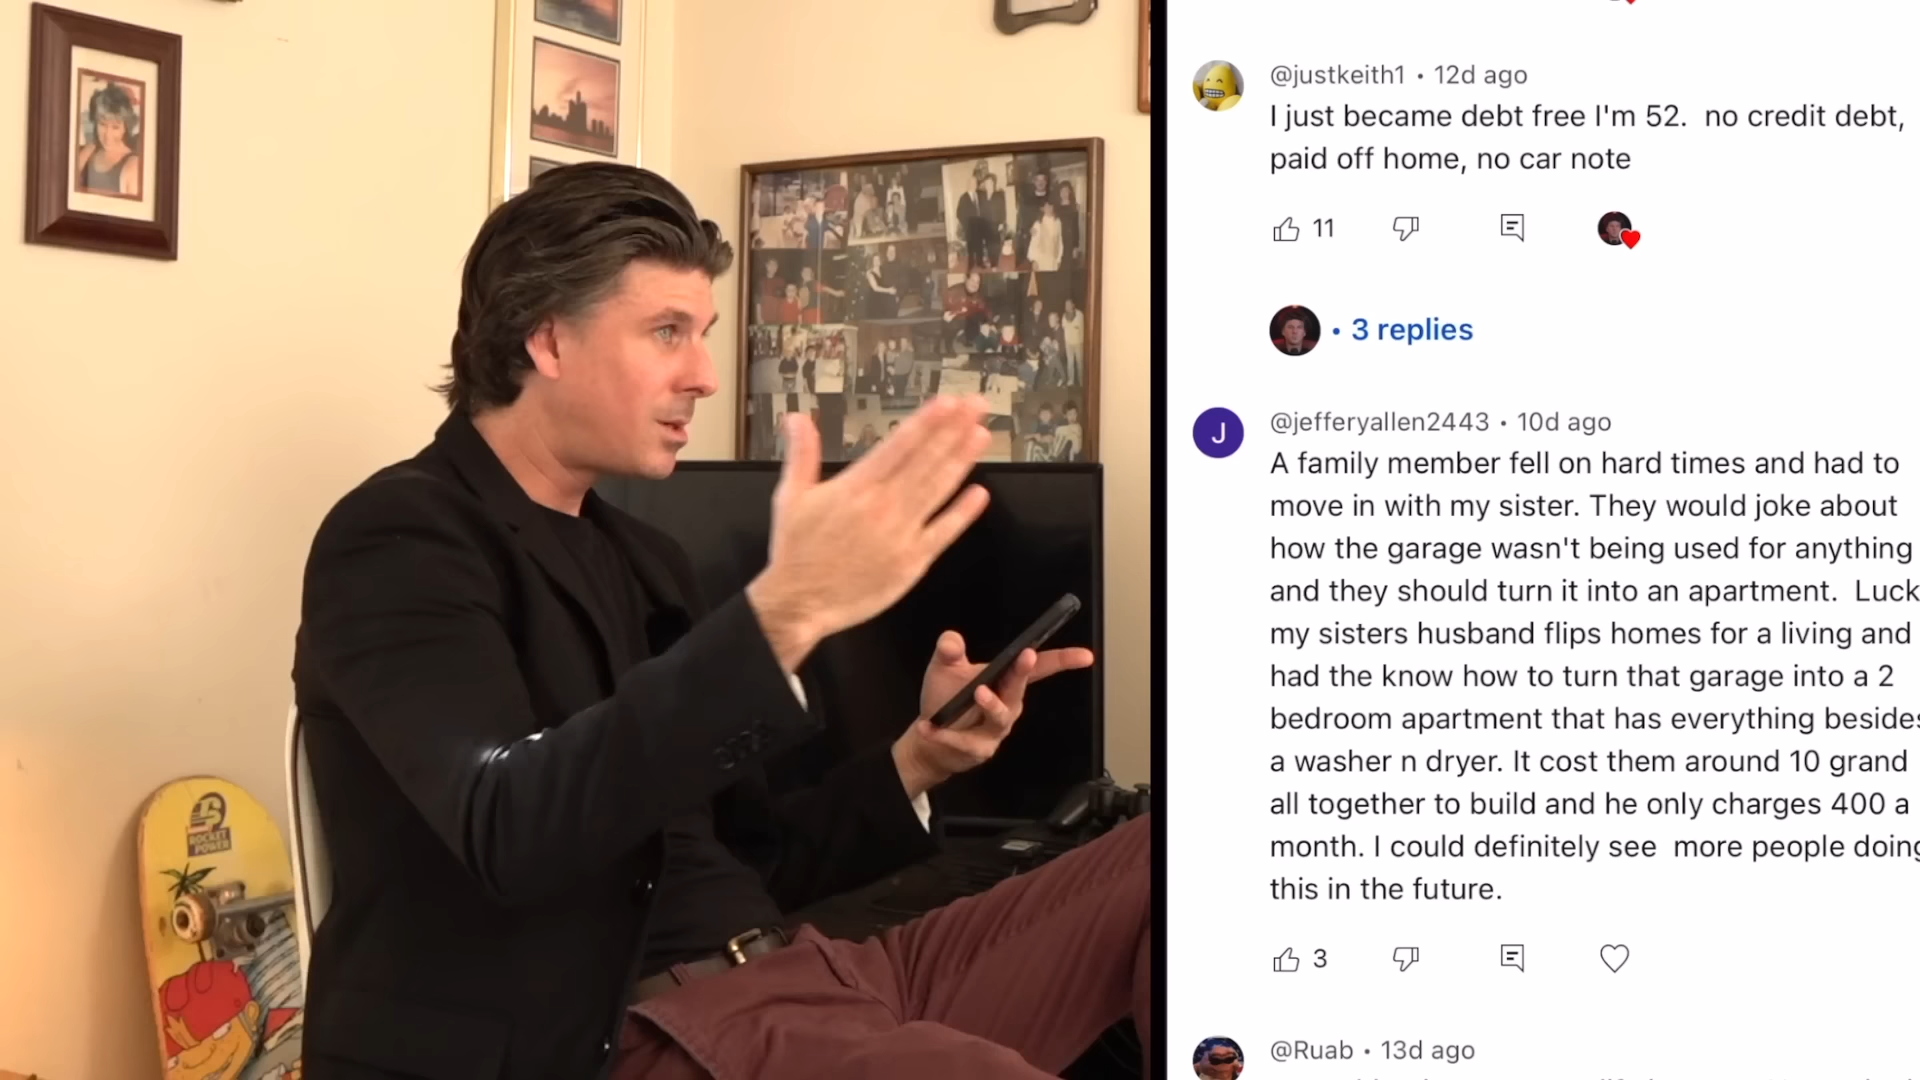 @justkeith1 • 12d ago
I just became debt free I'm 52. no credit debt,
paid off home, no car note
11
• 3 replies
J
@jefferyallen2443 • 10d ago
A family member fell on hard times and had to
move in with my sister. They would joke about
how the garage wasn't being used for anything
and they should turn it into an apartment. Luck
my sisters husband flips homes for a living and
had the know how to turn that garage into a 2
bedroom apartment that has everything besides
a washer n dryer. It cost them around 10 grand
all together to build and he only charges 400 a
month. I could definitely see more people doing
this in the future.
3
@Ruab • 13d ago
ROCKET
POWER